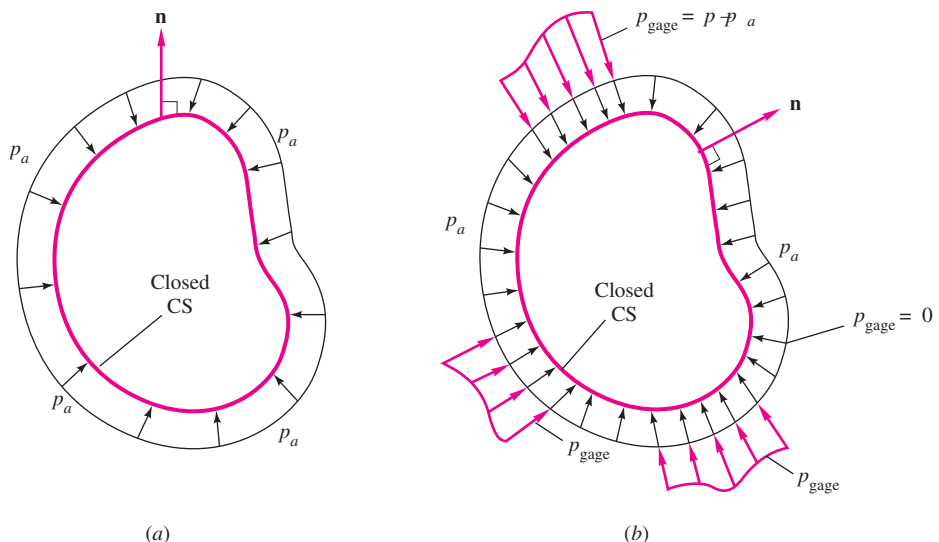 n
p_a
p_a
Closed
CS
p_a
p_a
(a)
p_gage = p – p_a
n
p_a
p_a
Closed
CS
p_gage = 0
p_gage
p_gage
(b)